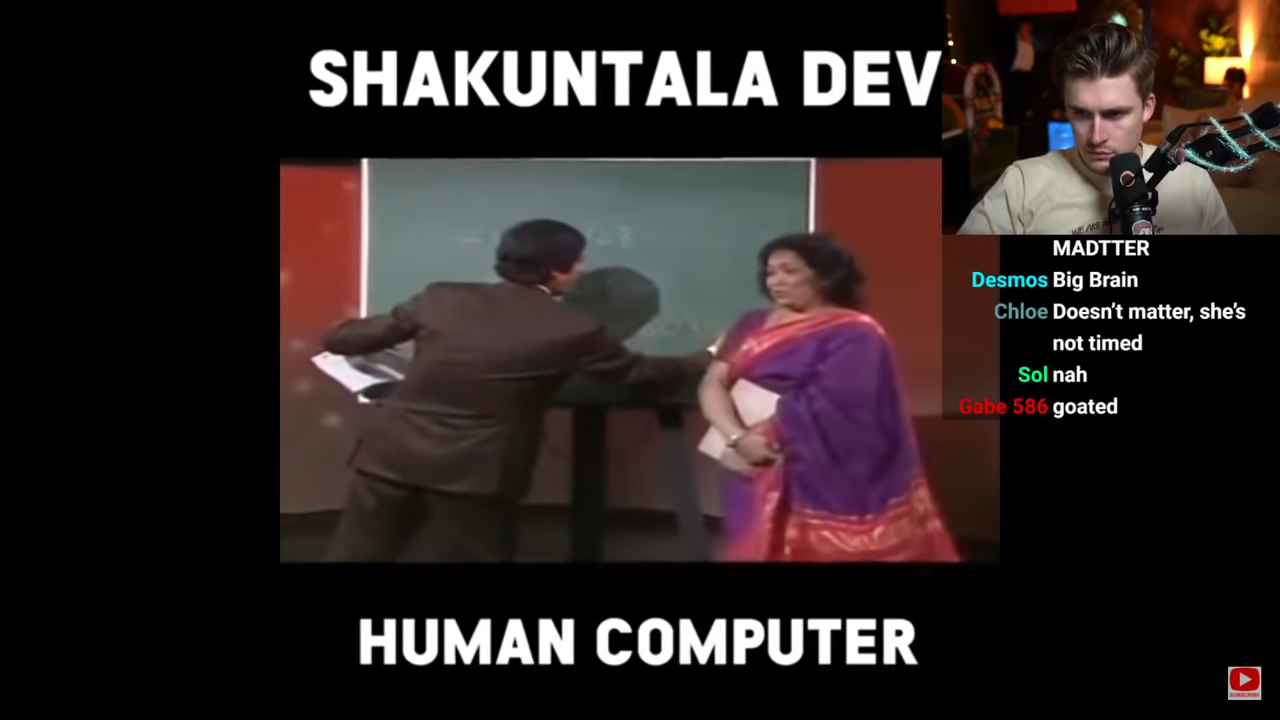 SHAKUNTALA DEV
MADTTER
Desmos Big Brain
Chloe Doesn't matter, she's
not timed
Sol nah
Gabe 586 goated
HUMAN COMPUTER
SUBSCRIBE